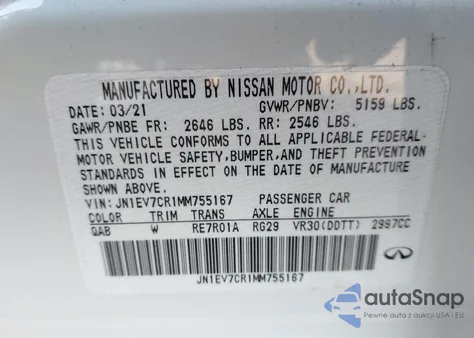 MANUFACTURED BY NISSAN MOTOR CO.,LTD.
DATE: 03/21 GVWR/PNBV: 5159 LBS.
GAWR/PNBE FR: 2646 LBS. RR: 2546 LBS.
THIS VEHICLE CONFORMS TO ALL APPLICABLE FEDERAL
MOTOR VEHICLE SAFETY, BUMPER, AND THEFT PREVENTION
STANDARDS IN EFFECT ON THE DATE OF MANUFACTURE
SHOWN ABOVE.
VIN: JN1EV7CR1MM755167 PASSENGER CAR
COLOR TRIM TRANS AXLE ENGINE
QAB W RE7R01A RG29 VR30(DDTT) 2997CC
JN1EV7CR1MM755167
autoSnap
Pewne auta z aukcji USA i EU